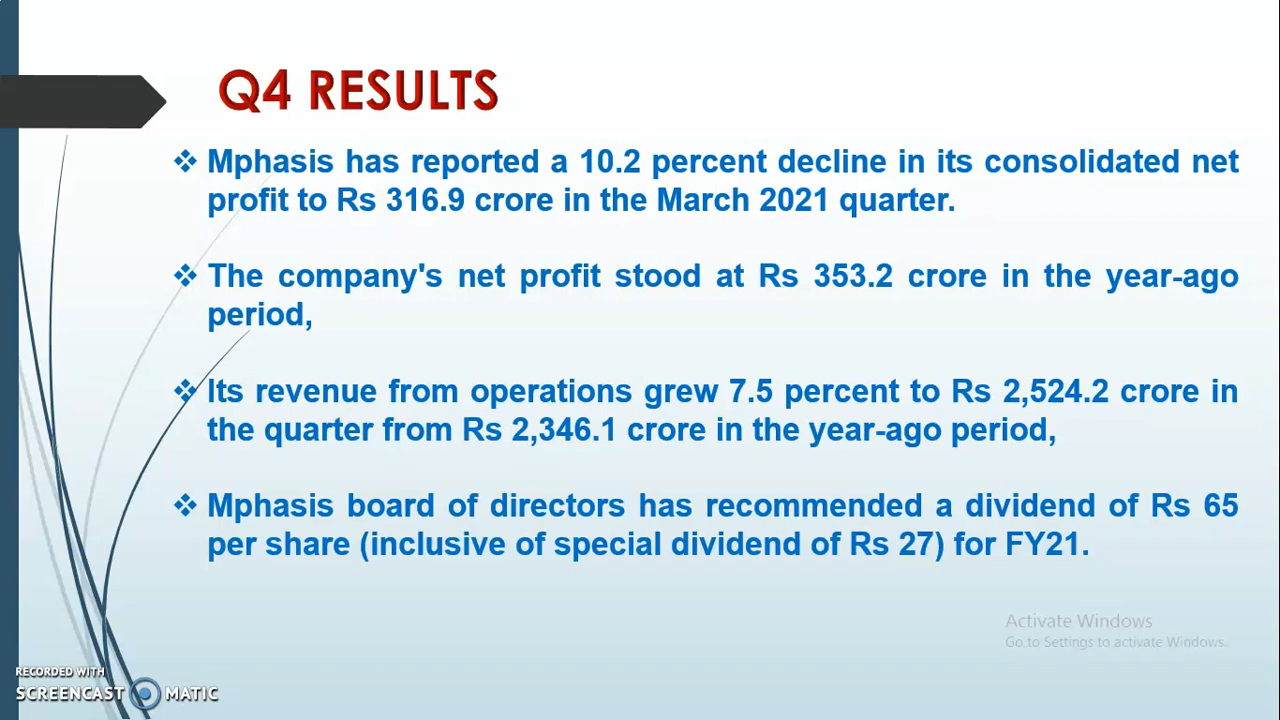 Q4 RESULTS
❖ Mphasis has reported a 10.2 percent decline in its consolidated net
profit to Rs 316.9 crore in the March 2021 quarter.
❖ The company's net profit stood at Rs 353.2 crore in the year-ago
period,
❖ Its revenue from operations grew 7.5 percent to Rs 2,524.2 crore in
the quarter from Rs 2,346.1 crore in the year-ago period,
❖ Mphasis board of directors has recommended a dividend of Rs 65
per share (inclusive of special dividend of Rs 27) for FY21.
Activate Windows
Go to Settings to activate Windows.
RECORDED WITH
SCREENCAST MATIC